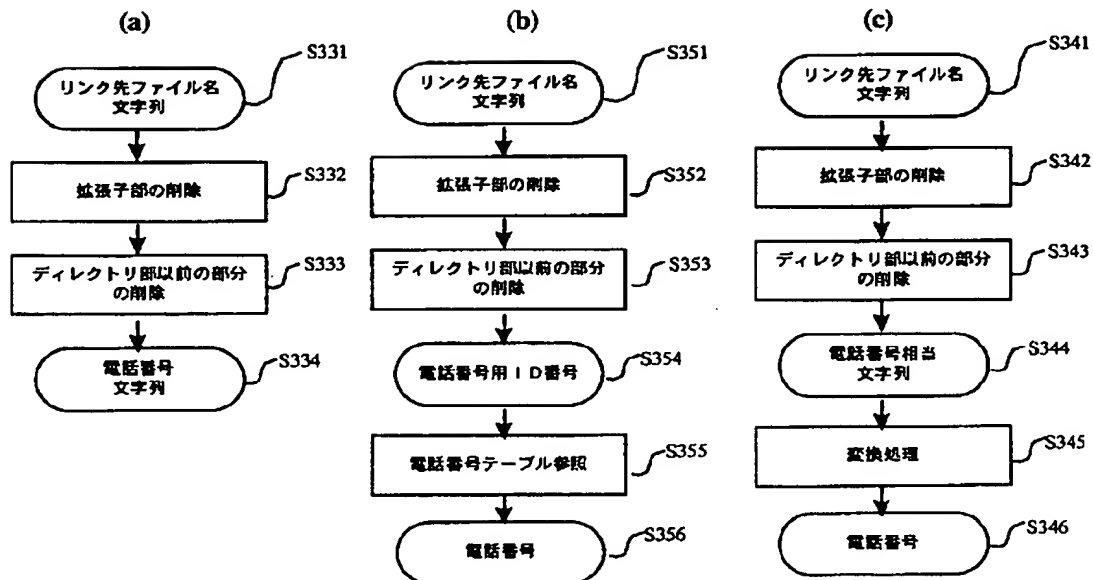 (a)
S331
リンク先ファイル名
文字列
S332
拡張子部の削除
S333
ディレクトリ部以前の部分
の削除
S334
電話番号
文字列
(b)
S351
リンク先ファイル名
文字列
S352
拡張子部の削除
S353
ディレクトリ部以前の部分
の削除
S354
電話番号用ID番号
S355
電話番号テーブル参照
S356
電話番号
(c)
S341
リンク先ファイル名
文字列
S342
拡張子部の削除
S343
ディレクトリ部以前の部分
の削除
S344
電話番号相当
文字列
S345
変換処理
S346
電話番号